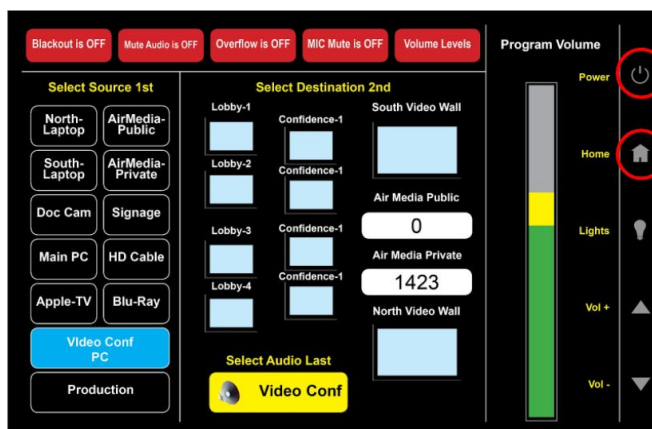 Blackout is OFF
Mute Audio is OFF
Overflow is OFF
MIC Mute is OFF
Volume Levels
Program Volume
Select Source 1st
North-
Laptop
AirMedia-
Public
South-
Laptop
AirMedia-
Private
Doc Cam
Signage
Main PC
HD Cable
Apple-TV
Blu-Ray
VIdeo Conf
PC
Production
Select Destination 2nd
Lobby-1
Confidence-1
Lobby-2
Confidence-1
Lobby-3
Confidence-1
Lobby-4
Confidence-1
South Video Wall
Air Media Public
0
Air Media Private
1423
North Video Wall
Select Audio Last
Video Conf
Power
Home
Lights
Vol +
Vol -